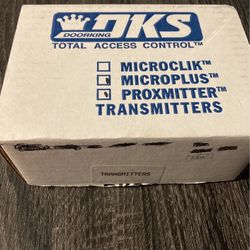 DKS
DOORKING
TOTAL ACCESS CONTROL™
MICROCLIK™
MICROPLUS™
PROXMITTER™
TRANSMITTERS
TRANSMITTERS